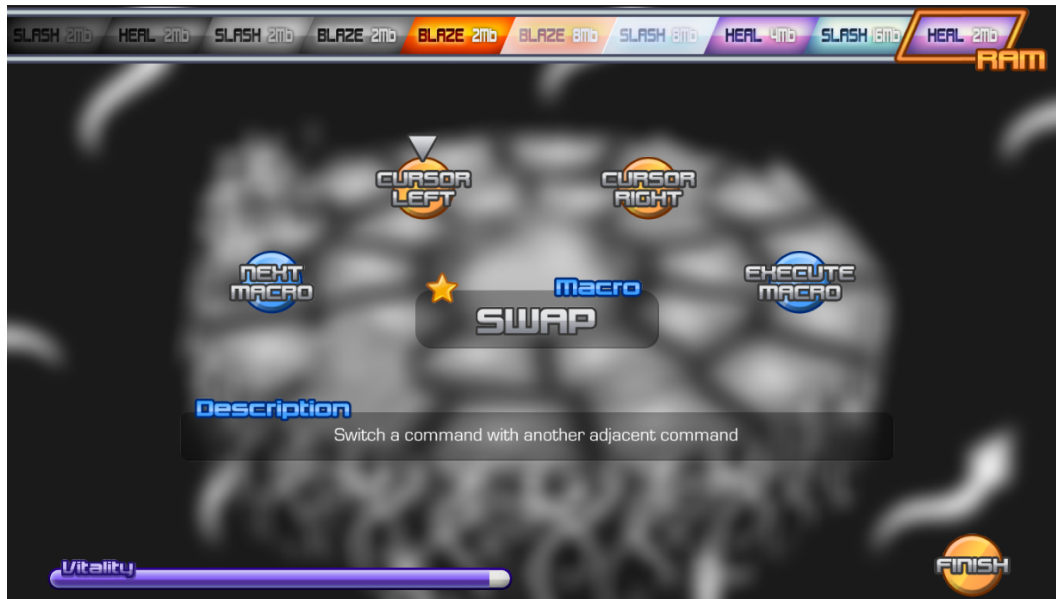 SLASH 2mb HEAL 2mb SLASH 2mb BLAZE 2mb BLAZE 2mb BLAZE 8mb SLASH 8mb HEAL 4mb SLASH 16mb HEAL 2mb
RAM
CURSOR
LEFT
CURSOR
RIGHT
NEXT
MACRO
EXECUTE
MACRO
Macro
SWAP
Description
Switch a command with another adjacent command
Vitality
FINISH